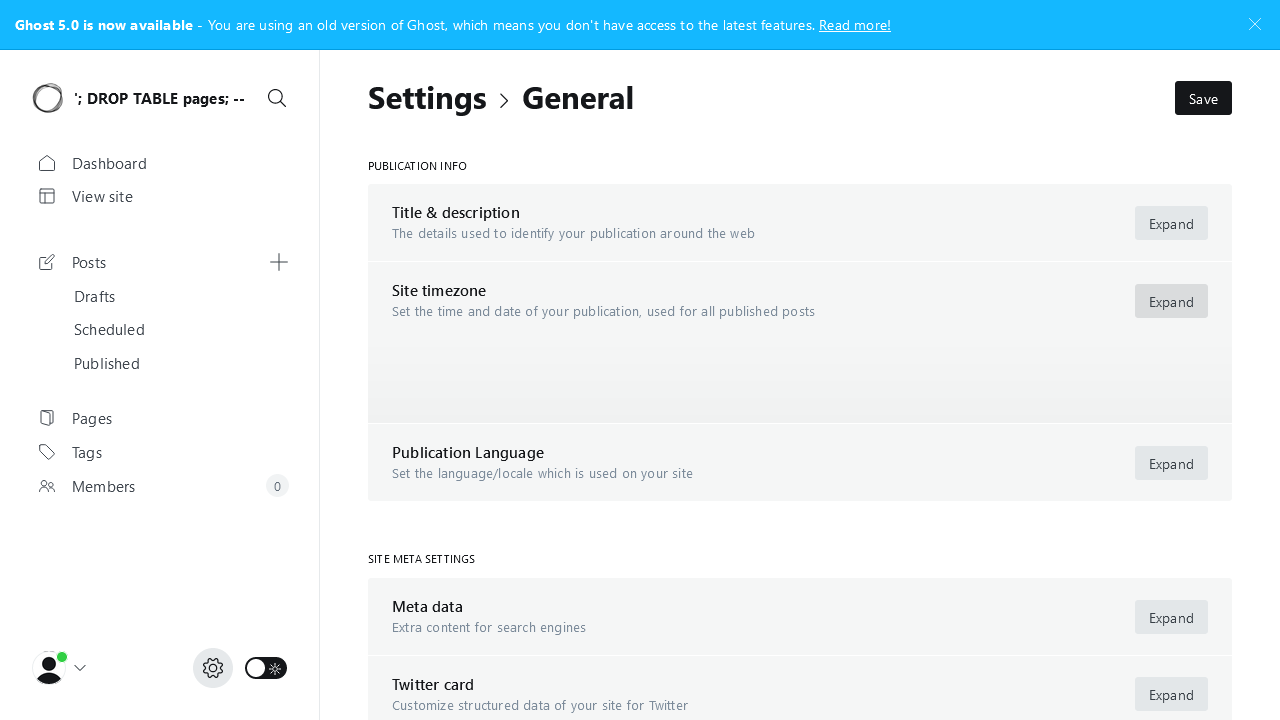 Ghost 5.0 is now available - You are using an old version of Ghost, which means you don't have access to the latest features. Read more!
'; DROP TABLE pages; --
Dashboard
View site
Posts
Drafts
Scheduled
Published
Pages
Tags
Members 0
Settings > General
Save
PUBLICATION INFO
Title & description
The details used to identify your publication around the web
Expand
Site timezone
Set the time and date of your publication, used for all published posts
Expand
Publication Language
Set the language/locale which is used on your site
Expand
SITE META SETTINGS
Meta data
Extra content for search engines
Expand
Twitter card
Customize structured data of your site for Twitter
Expand